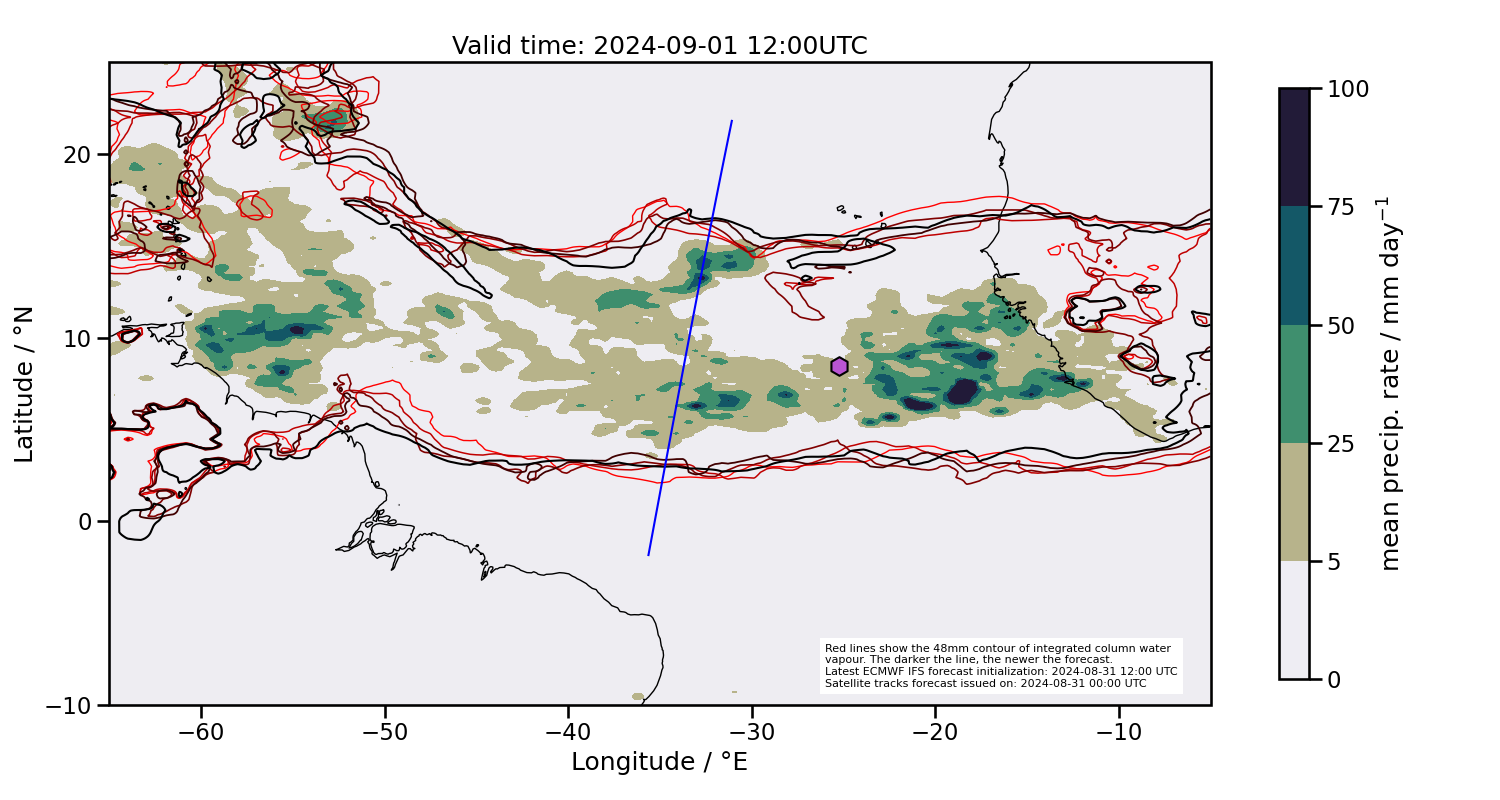 Valid time: 2024-09-01 12:00UTC
Latitude / °N
20
10
0
−10
−60
−50
−40
−30
−20
−10
Longitude / °E
Red lines show the 48mm contour of integrated column water
vapour. The darker the line, the newer the forecast.
Latest ECMWF IFS forecast initialization: 2024-08-31 12:00 UTC
Satellite tracks forecast issued on: 2024-08-31 00:00 UTC
100
75
50
25
5
0
mean precip. rate / mm day⁻¹